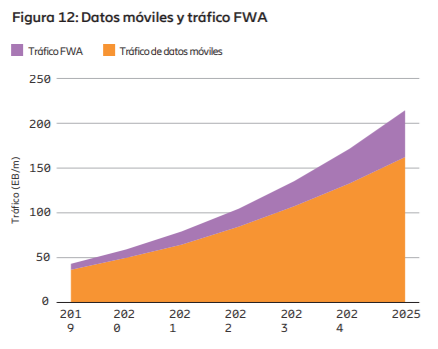 Figura 12: Datos móviles y tráfico FWA
Tráfico FWA Tráfico de datos móviles
250
200
150
100
50
0
Tráfico (EB/m)
201 202 202 202 202 202 2025
9 0 1 2 3 4